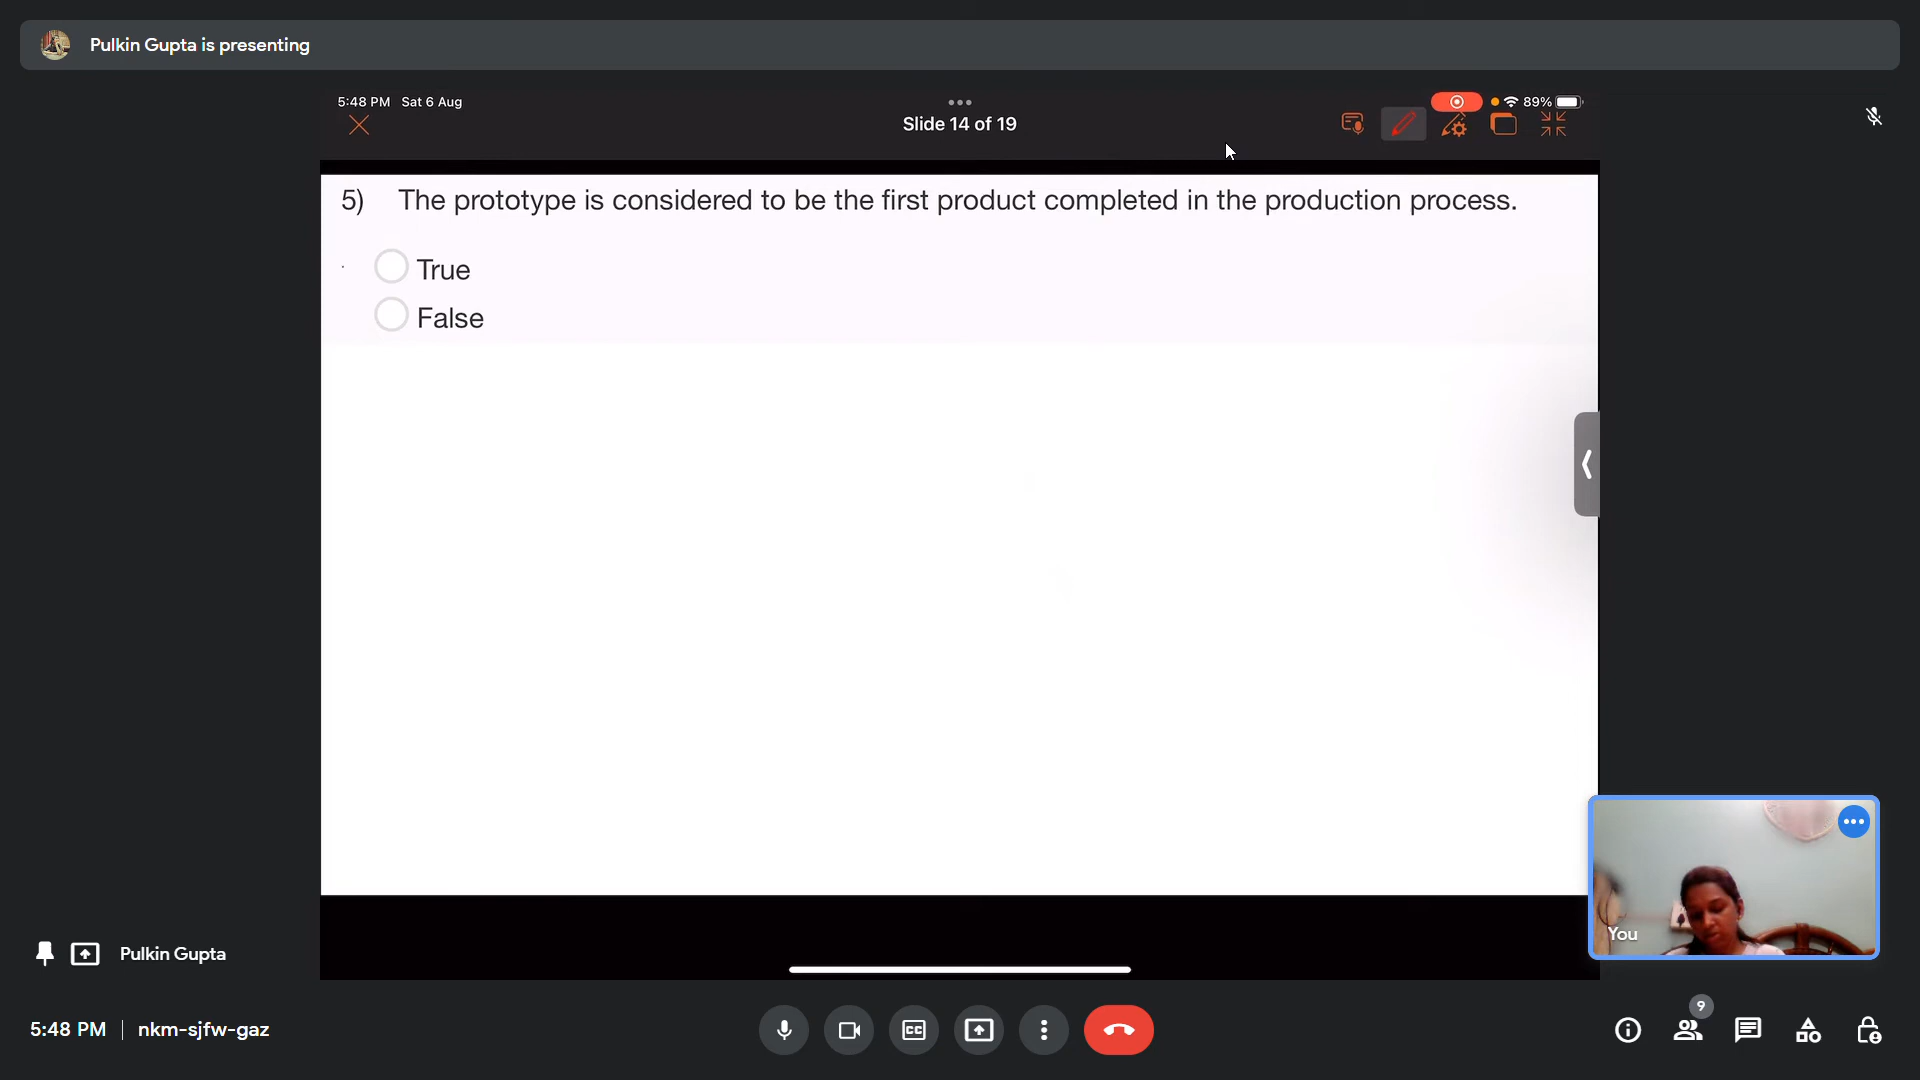 Pulkin Gupta is presenting
5:48 PM Sat 6 Aug
89%
Slide 14 of 19
5) The prototype is considered to be the first product completed in the production process.
True
False
You
Pulkin Gupta
5:48 PM | nkm-sjfw-gaz
CC
9